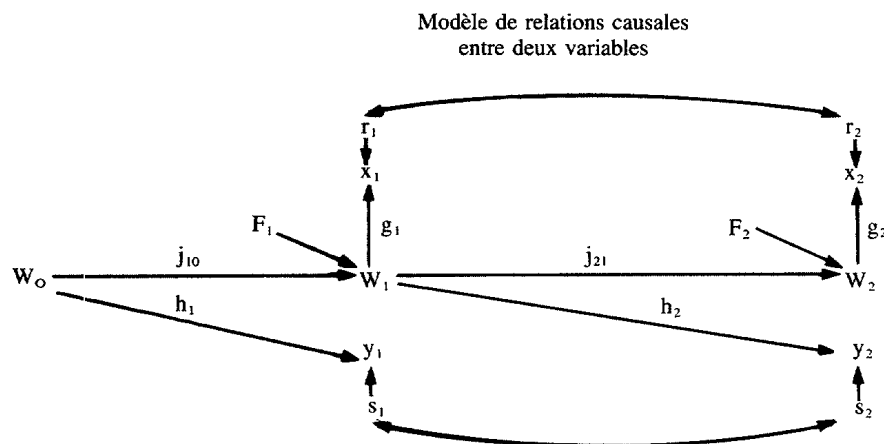 Modèle de relations causales
entre deux variables
r₁ r₂
x₁ x₂
F₁ g₁ F₂ g₂
j₁₀ j₂₁
W₀ W₁ W₂
h₁ h₂
y₁ y₂
s₁ s₂